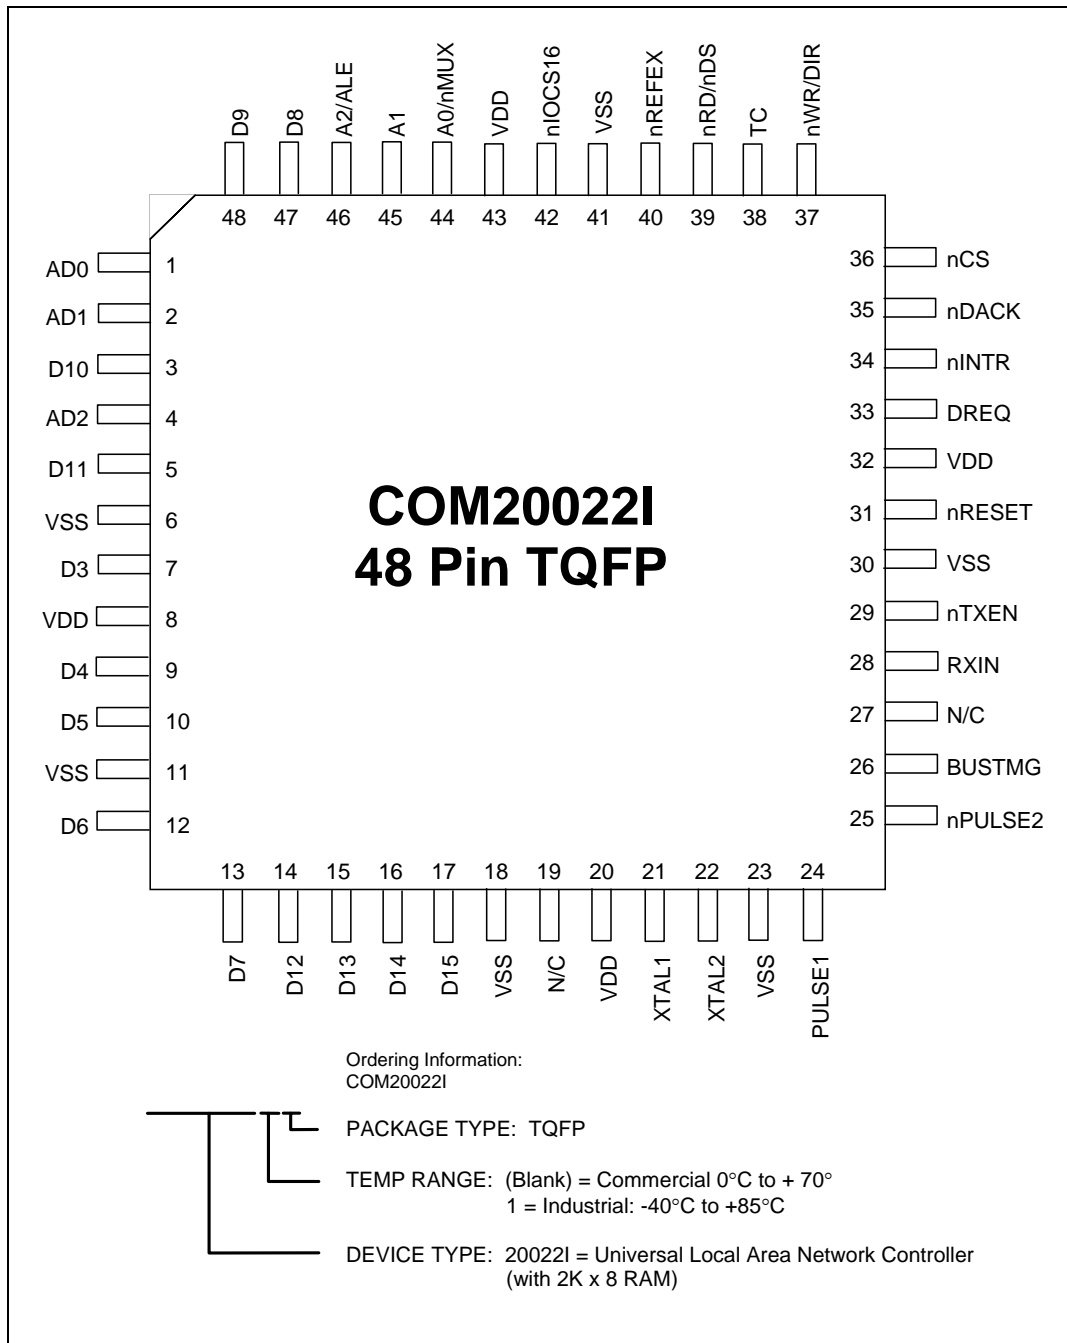 D9
D8
A2/ALE
A1
A0/nMUX
VDD
nIOCS16
VSS
nREFEX
nRD/nDS
TC
nWR/DIR
48 47 46 45 44 43 42 41 40 39 38 37
AD0 1
AD1 2
D10 3
AD2 4
D11 5
VSS 6
D3 7
VDD 8
D4 9
D5 10
VSS 11
D6 12
COM20022I
48 Pin TQFP
36 nCS
35 nDACK
34 nINTR
33 DREQ
32 VDD
31 nRESET
30 VSS
29 nTXEN
28 RXIN
27 N/C
26 BUSTMG
25 nPULSE2
13 14 15 16 17 18 19 20 21 22 23 24
D7
D12
D13
D14
D15
VSS
N/C
VDD
XTAL1
XTAL2
VSS
PULSE1
Ordering Information:
COM20022I
PACKAGE TYPE: TQFP
TEMP RANGE: (Blank) = Commercial 0°C to + 70°
1 = Industrial: -40°C to +85°C
DEVICE TYPE: 20022I = Universal Local Area Network Controller
(with 2K x 8 RAM)